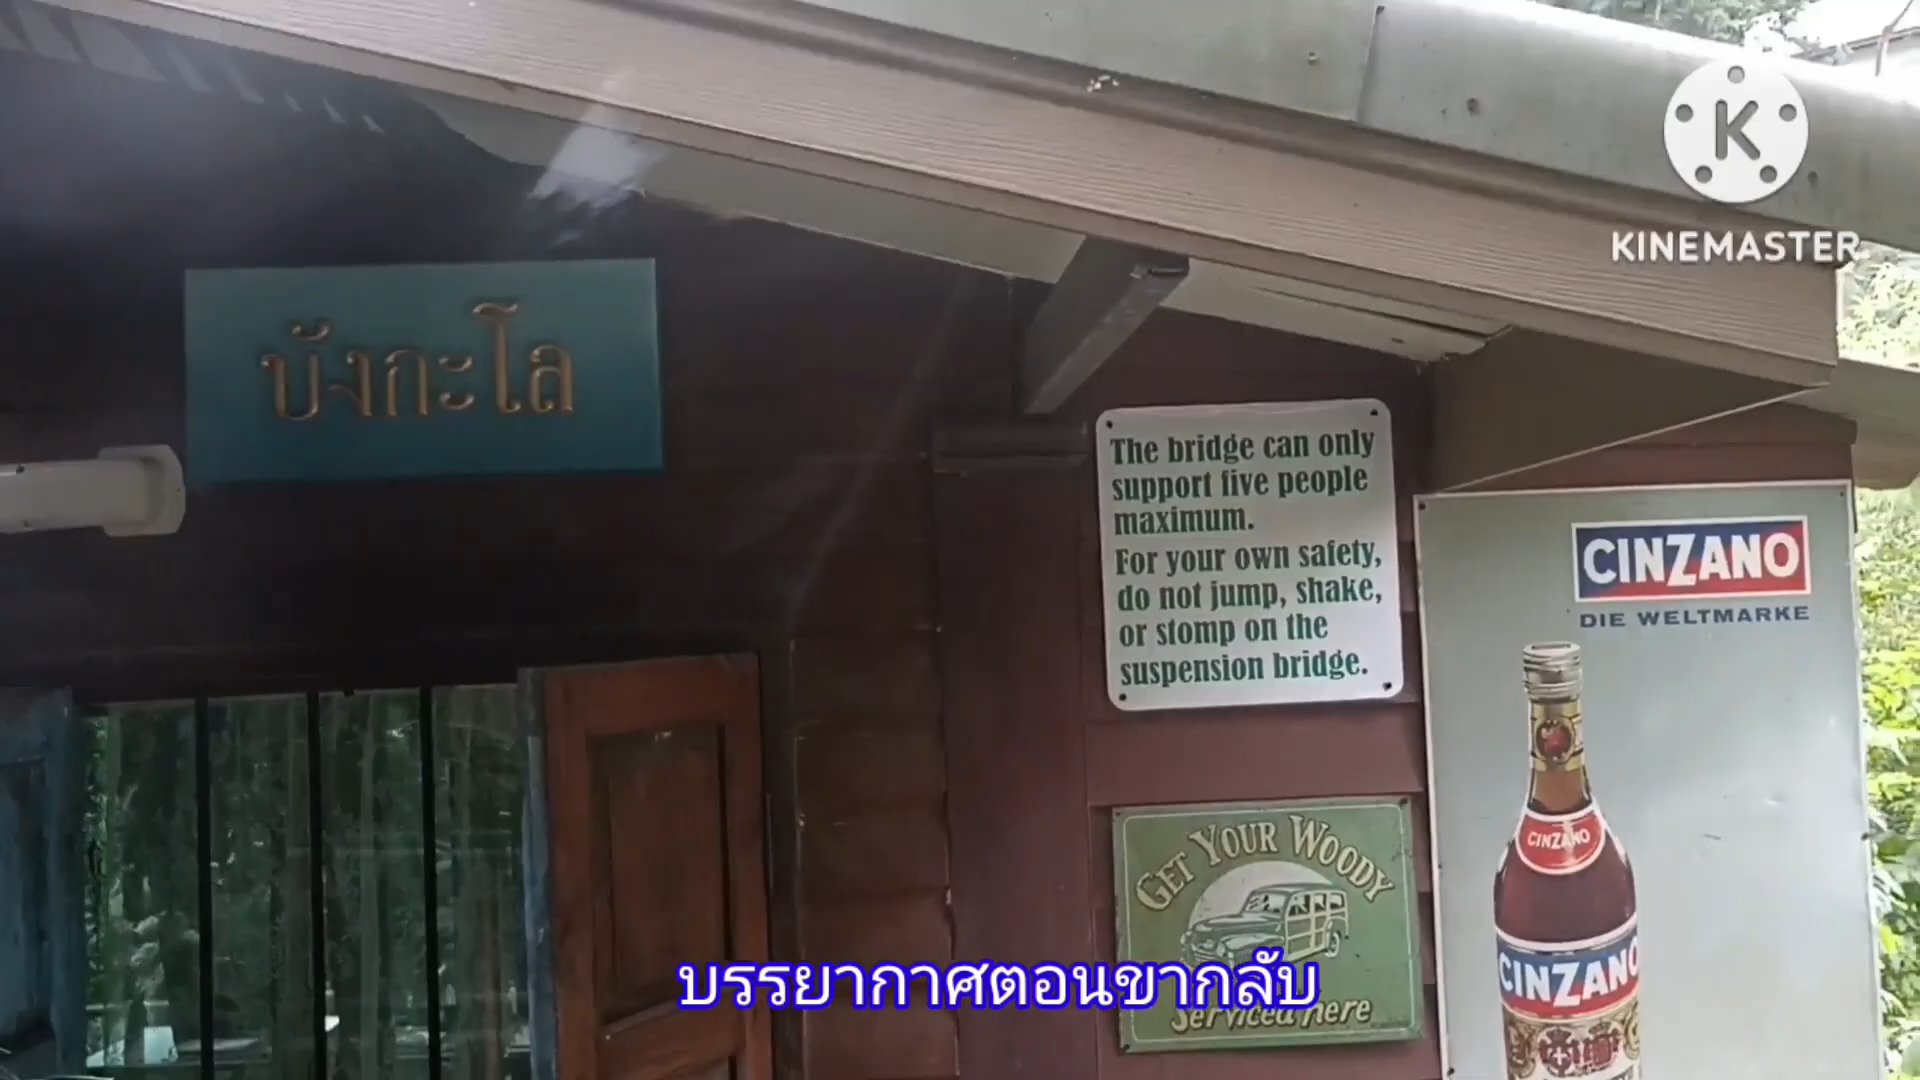 บังกะโล
The bridge can only
support five people
maximum.
For your own safety,
do not jump, shake,
or stomp on the
suspension bridge.
CINZANO
DIE WELTMARKE
CINZANO
CINZANO
GET YOUR WOODY
Serviced here
บรรยากาศตอนขากลับ
K
KINEMASTER